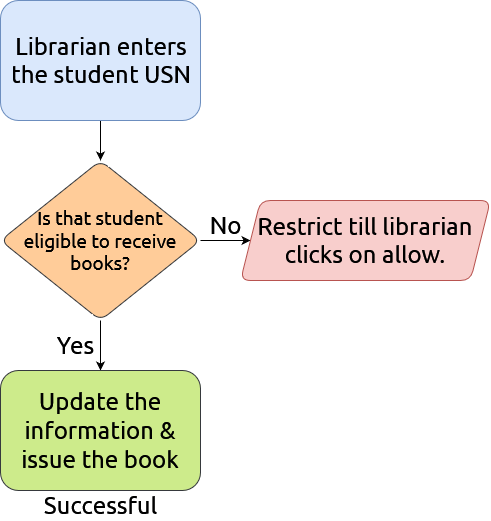 Librarian enters
the student USN
Is that student
eligible to receive
books?
No
Restrict till librarian
clicks on allow.
Yes
Update the
information &
issue the book
Successful